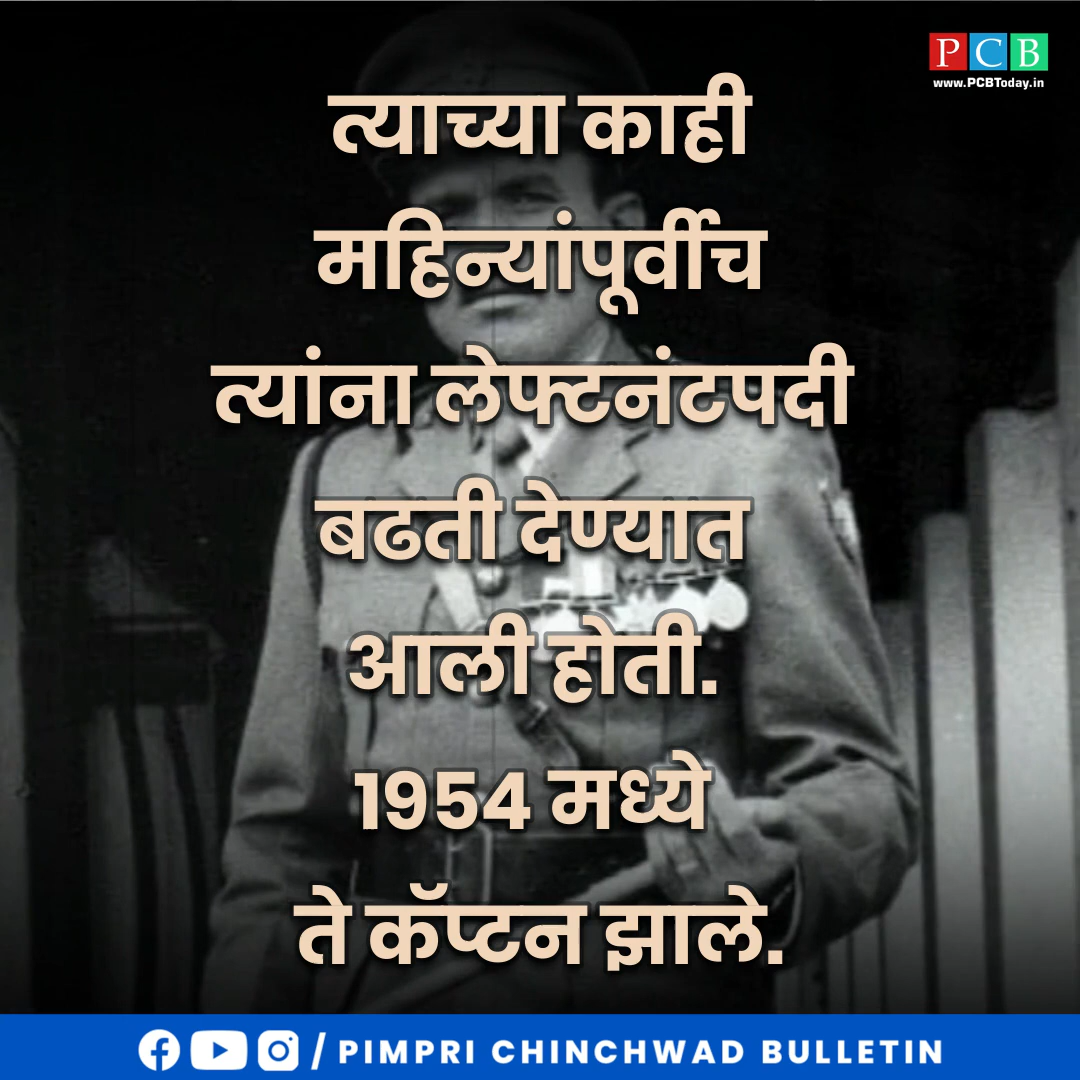 PCB
www.PCBToday.in
त्याच्या काही
महिन्यांपूर्वीच
त्यांना लेफ्टनंटपदी
बढती देण्यात
आली होती.
1954 मध्ये
ते कॅप्टन झाले.
/ PIMPRI CHINCHWAD BULLETIN